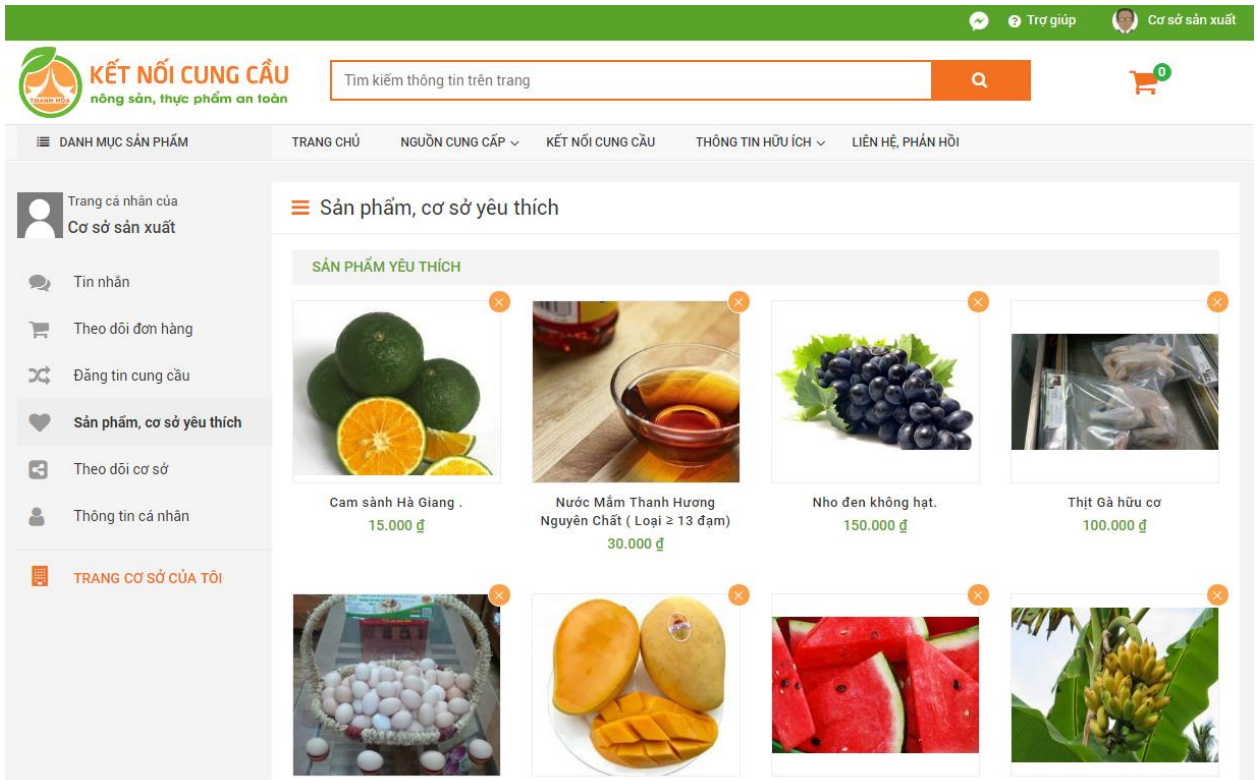 Trợ giúp
Cơ sở sản xuất
THANH HÓA
KẾT NỐI CUNG CẦU
nông sản, thực phẩm an toàn
Tìm kiếm thông tin trên trang
0
DANH MỤC SẢN PHẨM
TRANG CHỦ
NGUỒN CUNG CẤP
KẾT NỐI CUNG CẦU
THÔNG TIN HỮU ÍCH
LIÊN HỆ, PHẢN HỒI
Trang cá nhân của
Cơ sở sản xuất
Tin nhắn
Theo dõi đơn hàng
Đăng tin cung cầu
Sản phẩm, cơ sở yêu thích
Theo dõi cơ sở
Thông tin cá nhân
TRANG CƠ SỞ CỦA TÔI
Sản phẩm, cơ sở yêu thích
SẢN PHẨM YÊU THÍCH
Cam sành Hà Giang .
15.000 ₫
Nước Mắm Thanh Hương
Nguyên Chất ( Loại ≥ 13 đạm)
30.000 ₫
Nho đen không hạt.
150.000 ₫
Thịt Gà hữu cơ
100.000 ₫